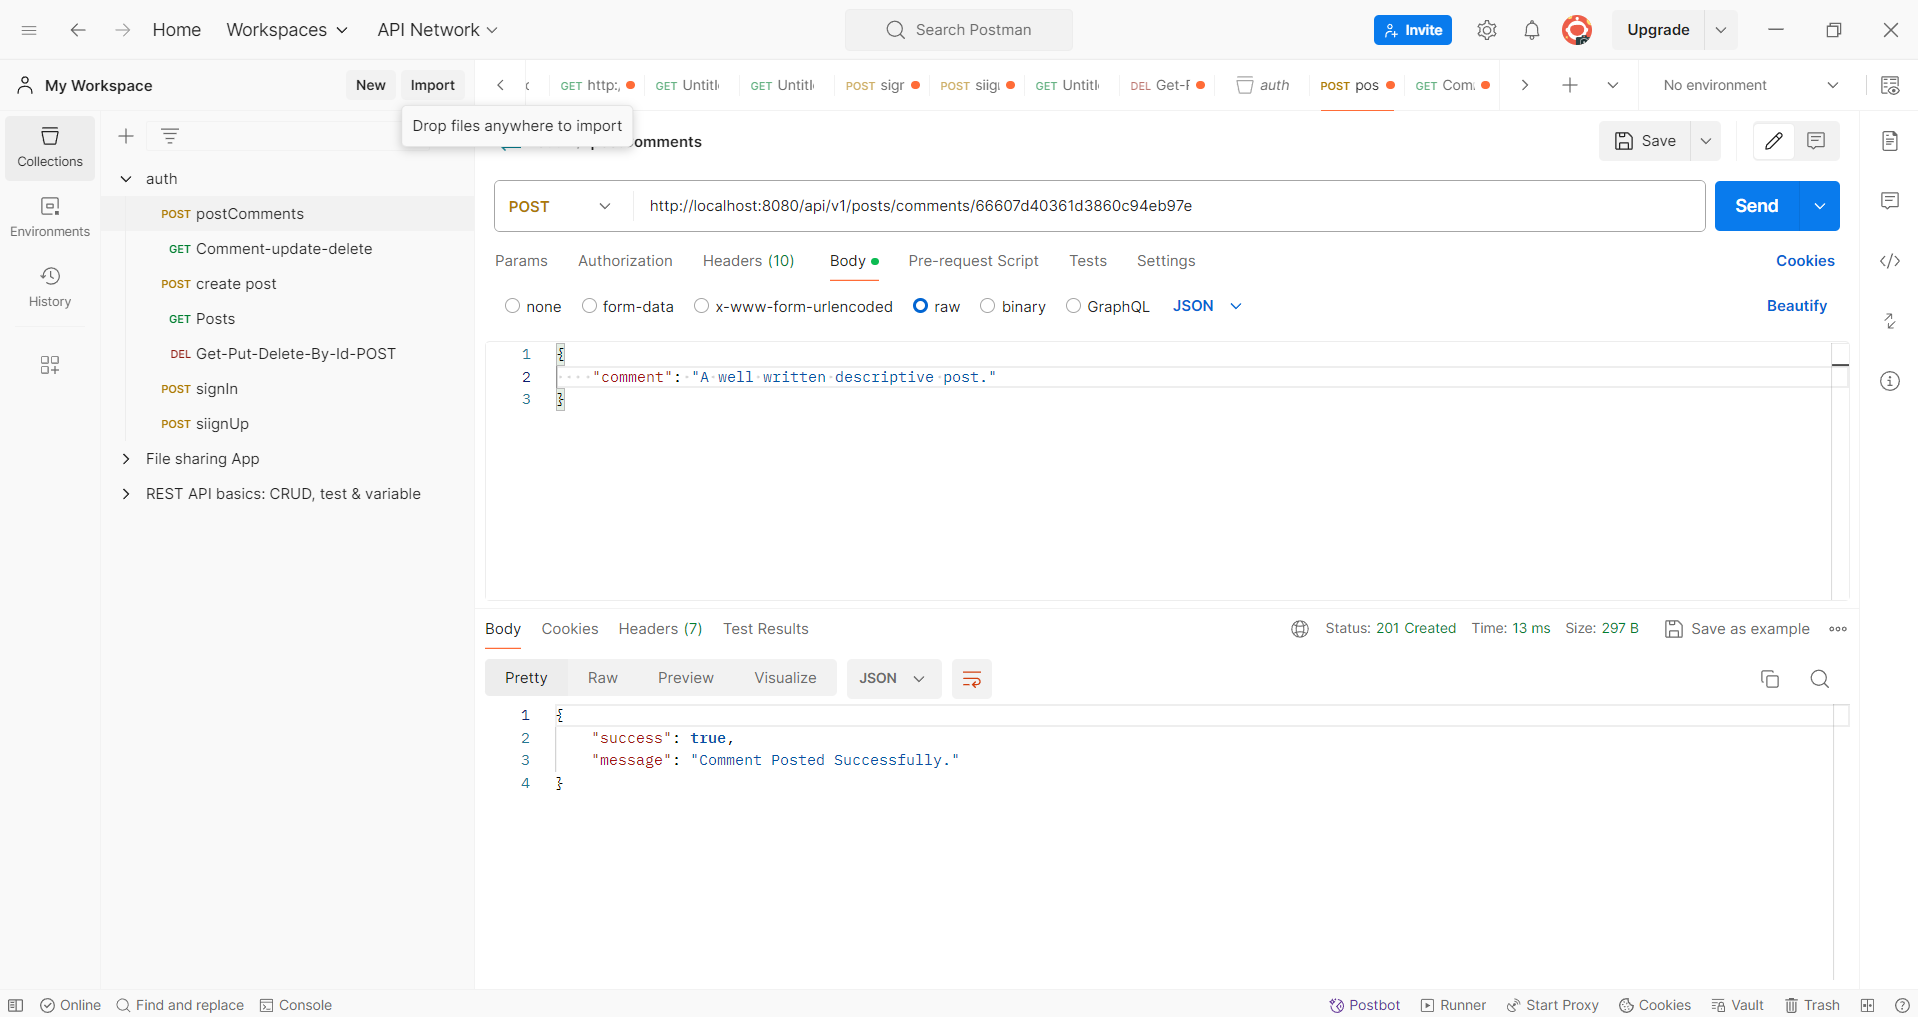 Home Workspaces API Network Search Postman Invite Upgrade
My Workspace New Import GET http:, GET Untitl GET Untitl POST sigr POST siigu GET Untitl DEL Get-F auth POST pos GET Com No environment
Drop files anywhere to import
omments Save
Collections
Environments
History
auth
POST postComments
GET Comment-update-delete
POST create post
GET Posts
DEL Get-Put-Delete-By-Id-POST
POST signIn
POST siignUp
File sharing App
REST API basics: CRUD, test & variable
POST http://localhost:8080/api/v1/posts/comments/66607d40361d3860c94eb97e Send
Params Authorization Headers (10) Body Pre-request Script Tests Settings Cookies
none form-data x-www-form-urlencoded raw binary GraphQL JSON Beautify
1 {
2 "comment": "A well written descriptive post."
3 }
Body Cookies Headers (7) Test Results Status: 201 Created Time: 13 ms Size: 297 B Save as example
Pretty Raw Preview Visualize JSON
1 {
2 "success": true,
3 "message": "Comment Posted Successfully."
4 }
Online Find and replace Console Postbot Runner Start Proxy Cookies Vault Trash